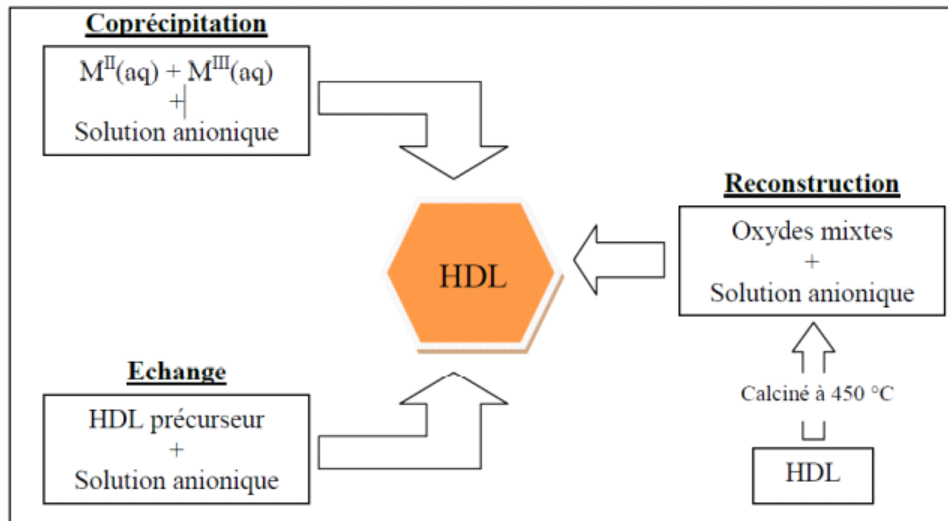 Coprécipitation
M^II(aq) + M^III(aq)
+
Solution anionique
HDL
Reconstruction
Oxydes mixtes
+
Solution anionique
Calciné à 450 °C
HDL
Echange
HDL précurseur
+
Solution anionique